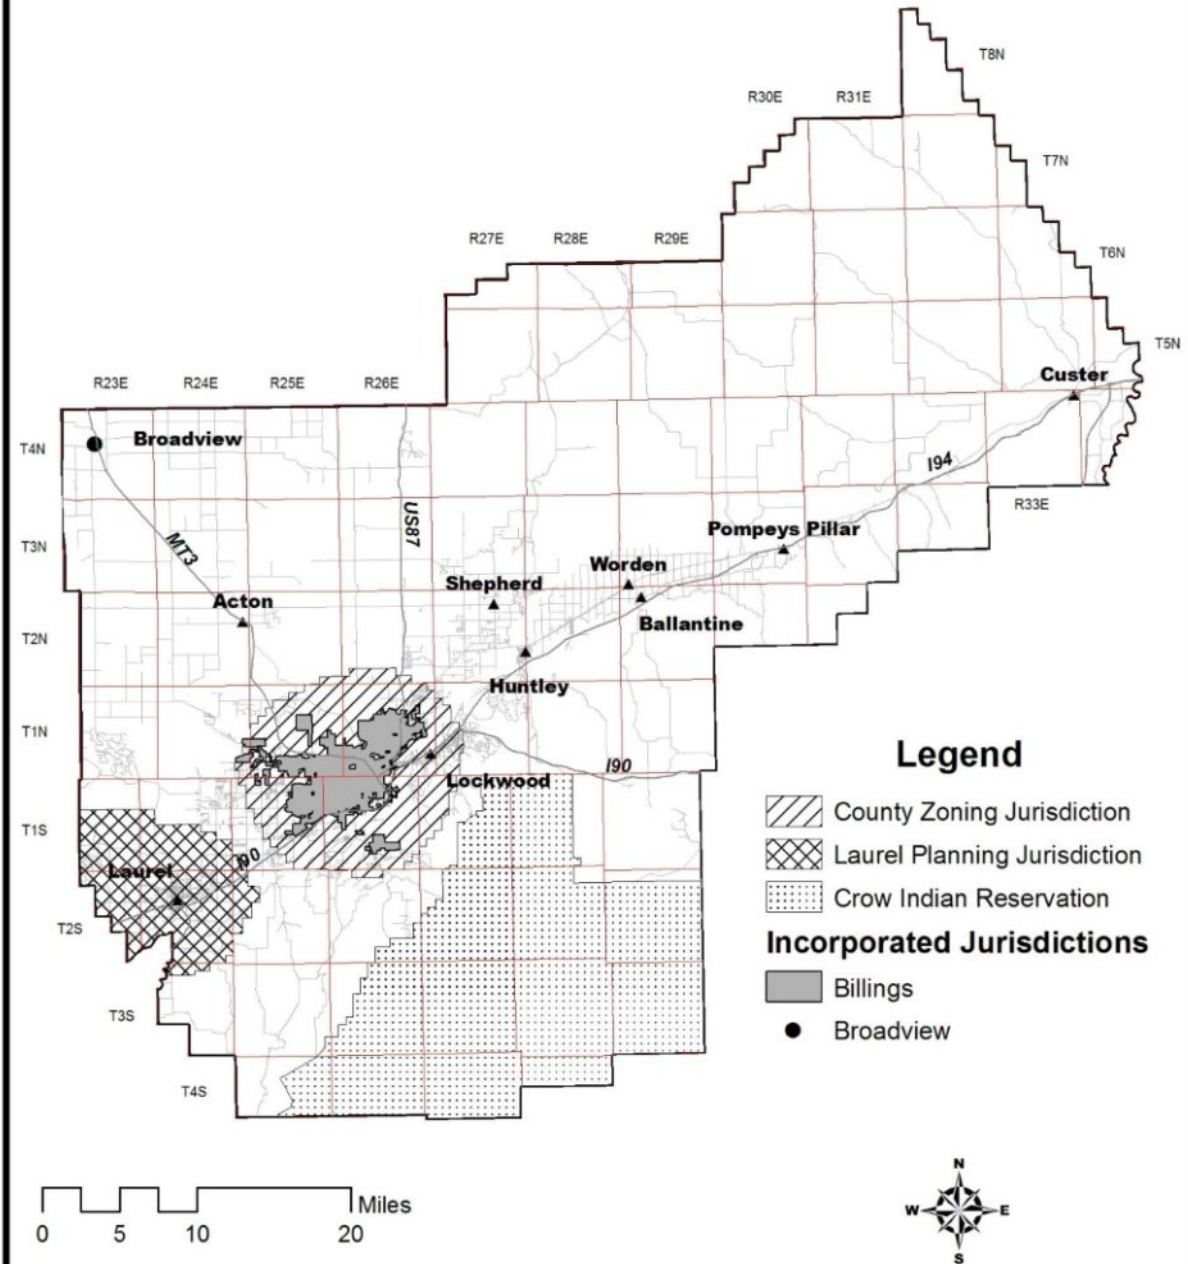 T8N
R30E R31E
T7N
R27E R28E R29E
T6N
T5N
Custer
R23E R24E R25E R26E
Broadview
T4N
I94
R33E
US87
Pompeys Pillar
MT3
T3N
Worden
Shepherd
Acton
Ballantine
T2N
Huntley
T1N
I90
Lockwood
T1S
I90
Laurel
T2S
T3S
T4S
Legend
County Zoning Jurisdiction
Laurel Planning Jurisdiction
Crow Indian Reservation
Incorporated Jurisdictions
Billings
Broadview
Miles
0 5 10 20
N
W E
S